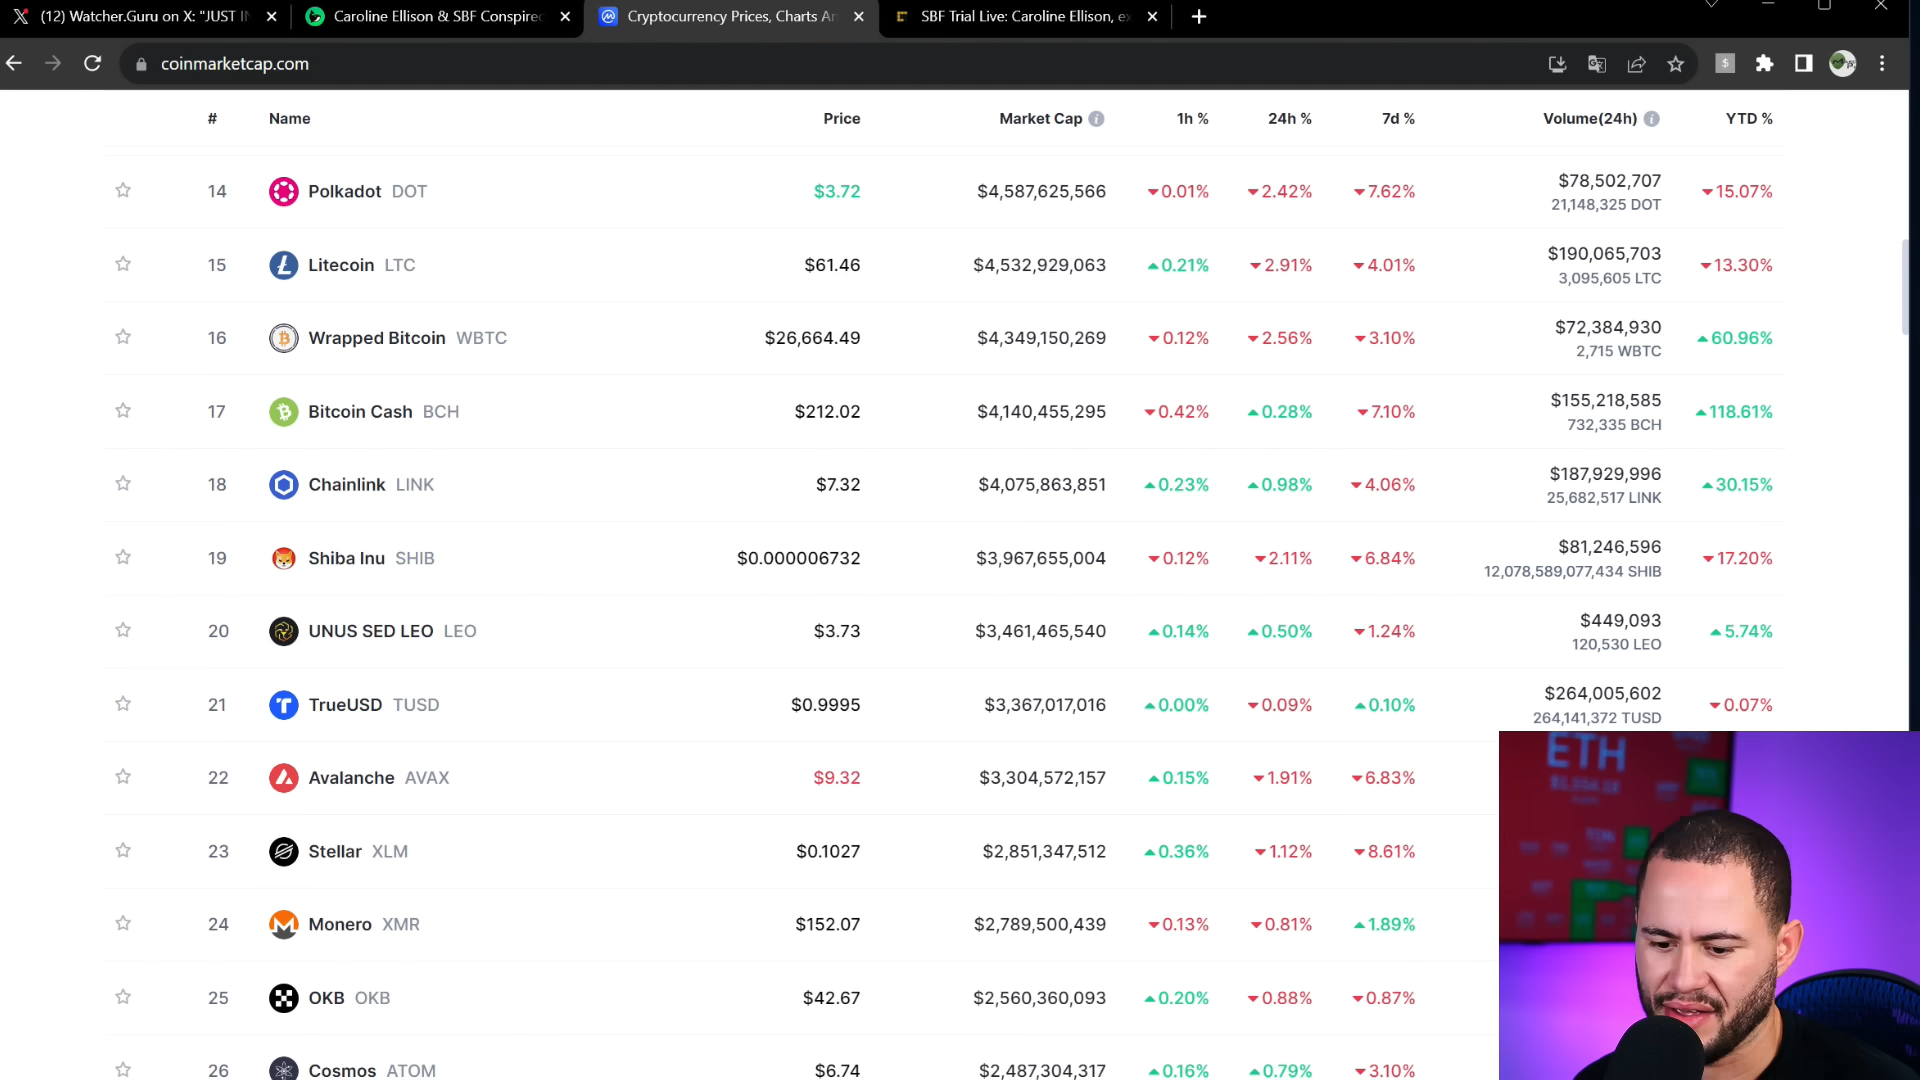 (12) Watcher.Guru on X: "JUST IN
Caroline Ellison & SBF Conspired
Cryptocurrency Prices, Charts An
SBF Trial Live: Caroline Ellison, ex
coinmarketcap.com
# Name Price Market Cap 1h % 24h % 7d % Volume(24h) YTD %
14 Polkadot DOT $3.72 $4,587,625,566 0.01% 2.42% 7.62% $78,502,707 15.07%
21,148,325 DOT
15 Litecoin LTC $61.46 $4,532,929,063 0.21% 2.91% 4.01% $190,065,703 13.30%
3,095,605 LTC
16 Wrapped Bitcoin WBTC $26,664.49 $4,349,150,269 0.12% 2.56% 3.10% $72,384,930 60.96%
2,715 WBTC
17 Bitcoin Cash BCH $212.02 $4,140,455,295 0.42% 0.28% 7.10% $155,218,585 118.61%
732,335 BCH
18 Chainlink LINK $7.32 $4,075,863,851 0.23% 0.98% 4.06% $187,929,996 30.15%
25,682,517 LINK
19 Shiba Inu SHIB $0.000006732 $3,967,655,004 0.12% 2.11% 6.84% $81,246,596 17.20%
12,078,589,077,434 SHIB
20 UNUS SED LEO LEO $3.73 $3,461,465,540 0.14% 0.50% 1.24% $449,093 5.74%
120,530 LEO
21 TrueUSD TUSD $0.9995 $3,367,017,016 0.00% 0.09% 0.10% $264,005,602 0.07%
264,141,372 TUSD
22 Avalanche AVAX $9.32 $3,304,572,157 0.15% 1.91% 6.83%
23 Stellar XLM $0.1027 $2,851,347,512 0.36% 1.12% 8.61%
24 Monero XMR $152.07 $2,789,500,439 0.13% 0.81% 1.89%
25 OKB OKB $42.67 $2,560,360,093 0.20% 0.88% 0.87%
26 Cosmos ATOM $6.74 $2,487,304,317 0.16% 0.79% 3.10%
ETH